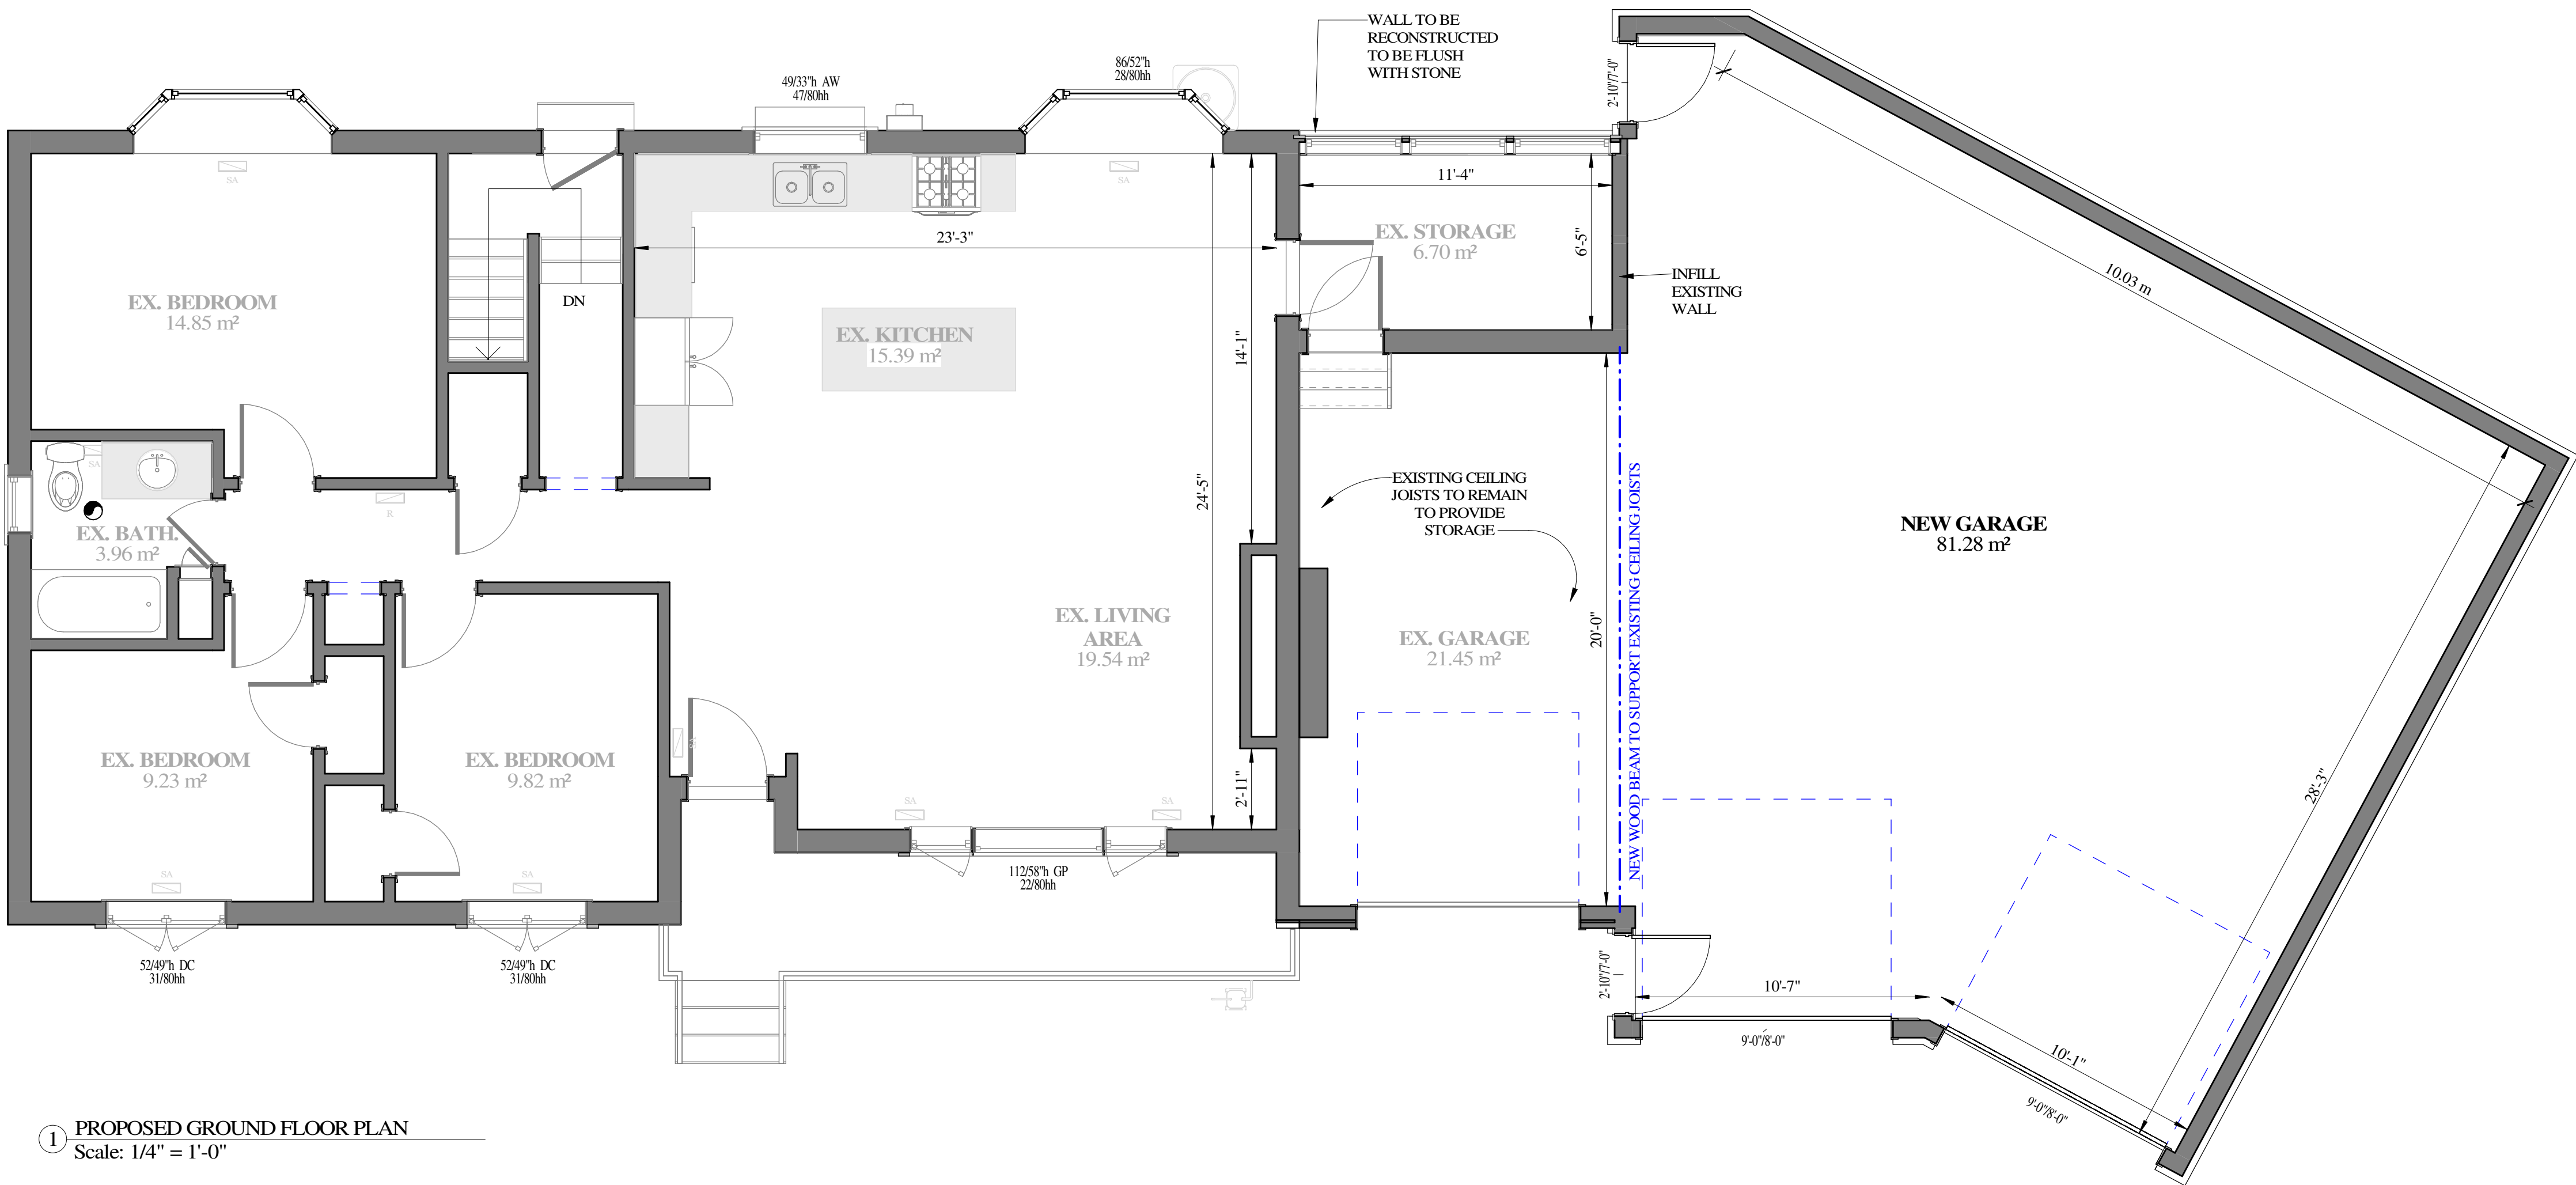 WALL TO BE
RECONSTRUCTED
TO BE FLUSH
WITH STONE
86/52"h
28/80hh
49/33"h AW
47/80hh
2'-10"/7'-0"
SA
SA
11'-4"
EX. STORAGE
6.70 m²
6'-5"
23'-3"
10.03 m
INFILL
EXISTING
WALL
DN
EX. BEDROOM
14.85 m²
EX. KITCHEN
15.39 m²
14'-1"
SA
24'-5"
EXISTING CEILING
JOISTS TO REMAIN
TO PROVIDE
STORAGE
R
EX. BATH.
3.96 m²
NEW GARAGE
81.28 m²
NEW WOOD BEAM TO SUPPORT EXISTING CEILING JOISTS
EX. LIVING
AREA
19.54 m²
EX. GARAGE
21.45 m²
20'-0"
SA
EX. BEDROOM
9.23 m²
EX. BEDROOM
9.82 m²
2'-11"
28'-3"
SA
SA
SA
SA
112/58"h GP
22/80hh
52/49"h DC
31/80hh
52/49"h DC
31/80hh
2'-10"/7'-0"
10'-7"
9'-0"/8'-0"
10'-1"
9'-0"/8'-0"
1 PROPOSED GROUND FLOOR PLAN
Scale: 1/4" = 1'-0"